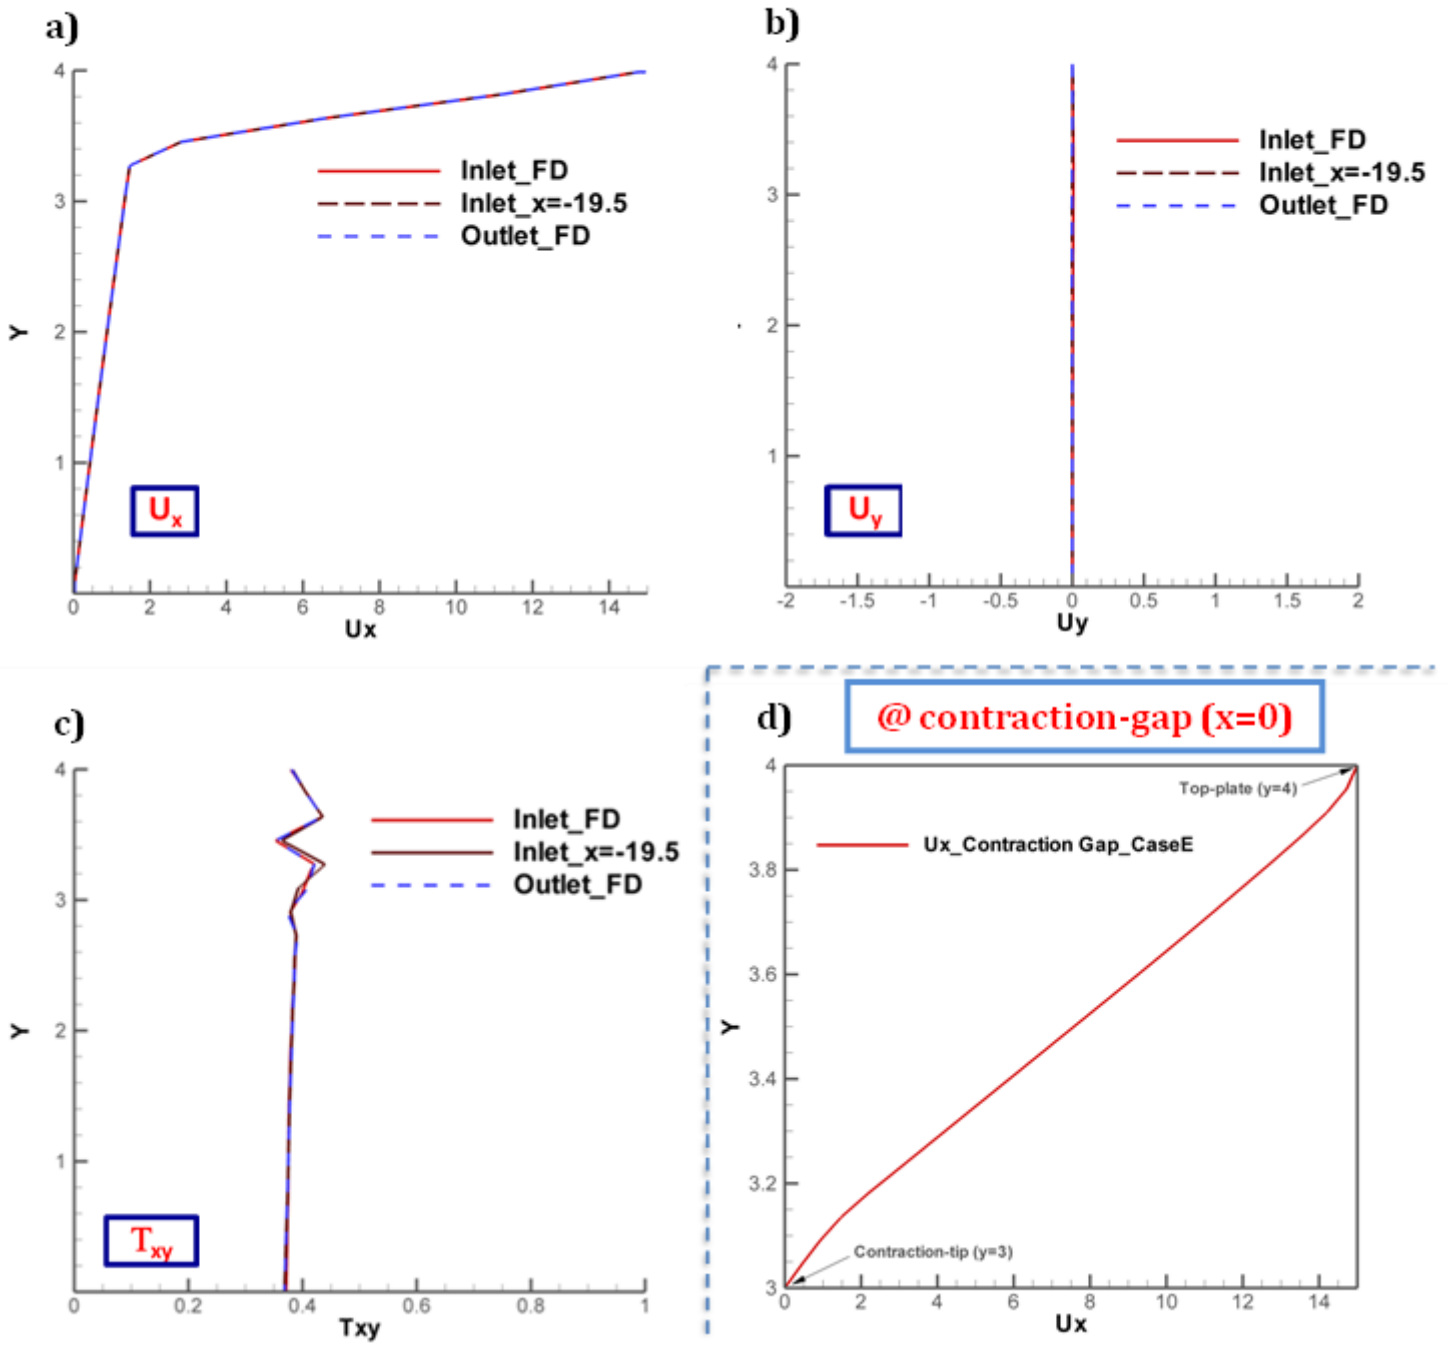 a)
4
3
2
1
0
2
4
6
8
10
12
14
Y
Ux
Inlet_FD
Inlet_x=-19.5
Outlet_FD
Ux
b)
4
3
2
1
-2
-1.5
-1
-0.5
0
0.5
1
1.5
2
Uy
Inlet_FD
Inlet_x=-19.5
Outlet_FD
Uy
c)
4
3
2
1
0
0.2
0.4
0.6
0.8
1
Y
Txy
Inlet_FD
Inlet_x=-19.5
Outlet_FD
Txy
d)
@ contraction-gap (x=0)
4
3.8
3.6
3.4
3.2
3
0
2
4
6
8
10
12
14
Y
Ux
Top-plate (y=4)
Ux_Contraction Gap_CaseE
Contraction-tip (y=3)